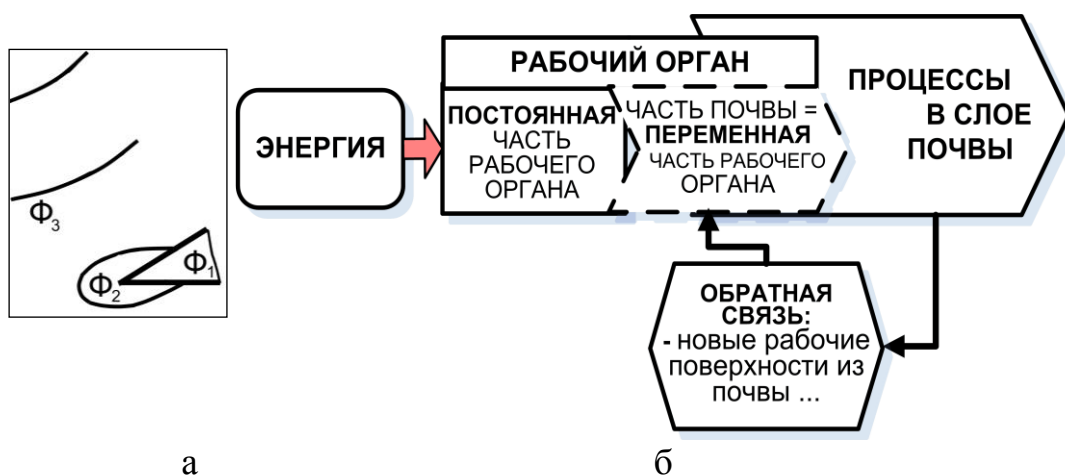 Ф3
Ф2
Ф1
ЭНЕРГИЯ
РАБОЧИЙ ОРГАН
ПОСТОЯННАЯ
ЧАСТЬ
РАБОЧЕГО
ОРГАНА
ЧАСТЬ ПОЧВЫ =
ПЕРЕМЕННАЯ
ЧАСТЬ РАБОЧЕГО
ОРГАНА
ПРОЦЕССЫ
В СЛОЕ
ПОЧВЫ
ОБРАТНАЯ
СВЯЗЬ:
- новые рабочие
поверхности из
почвы ...
а
б